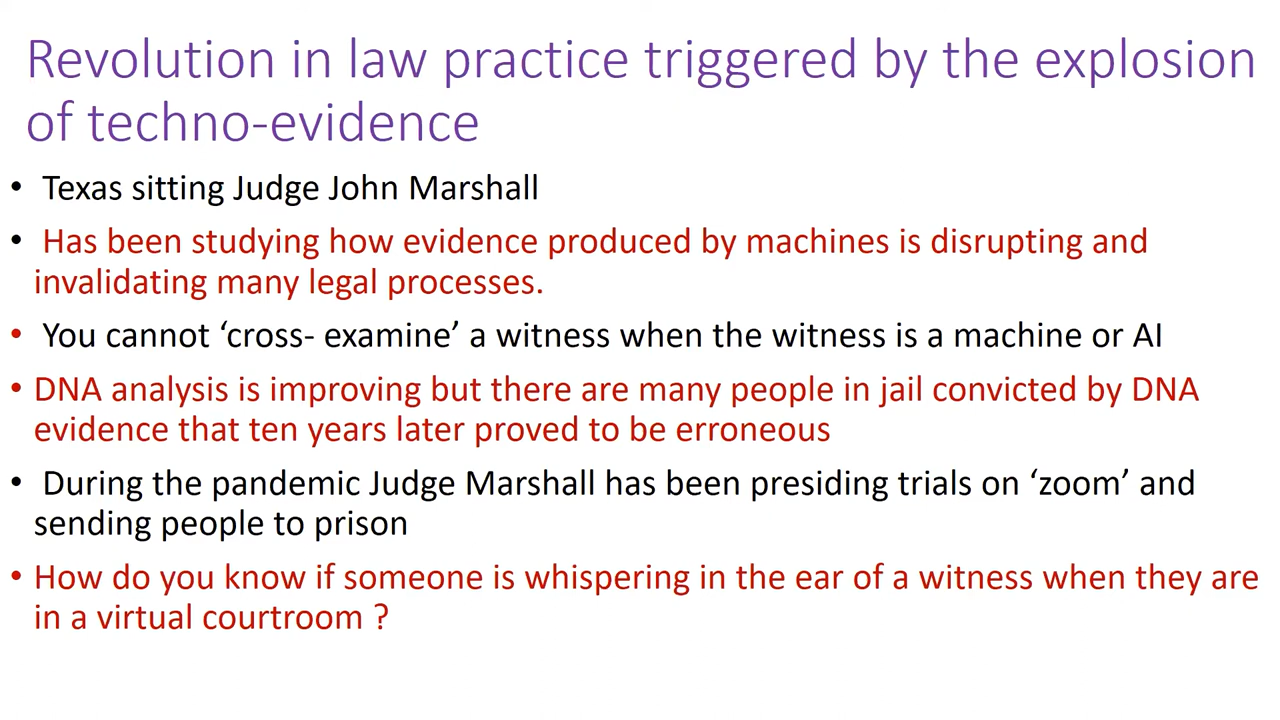 Revolution in law practice triggered by the explosion
of techno-evidence
• Texas sitting Judge John Marshall
• Has been studying how evidence produced by machines is disrupting and
invalidating many legal processes.
• You cannot ‘cross- examine’ a witness when the witness is a machine or AI
• DNA analysis is improving but there are many people in jail convicted by DNA
evidence that ten years later proved to be erroneous
• During the pandemic Judge Marshall has been presiding trials on ‘zoom’ and
sending people to prison
• How do you know if someone is whispering in the ear of a witness when they are
in a virtual courtroom ?